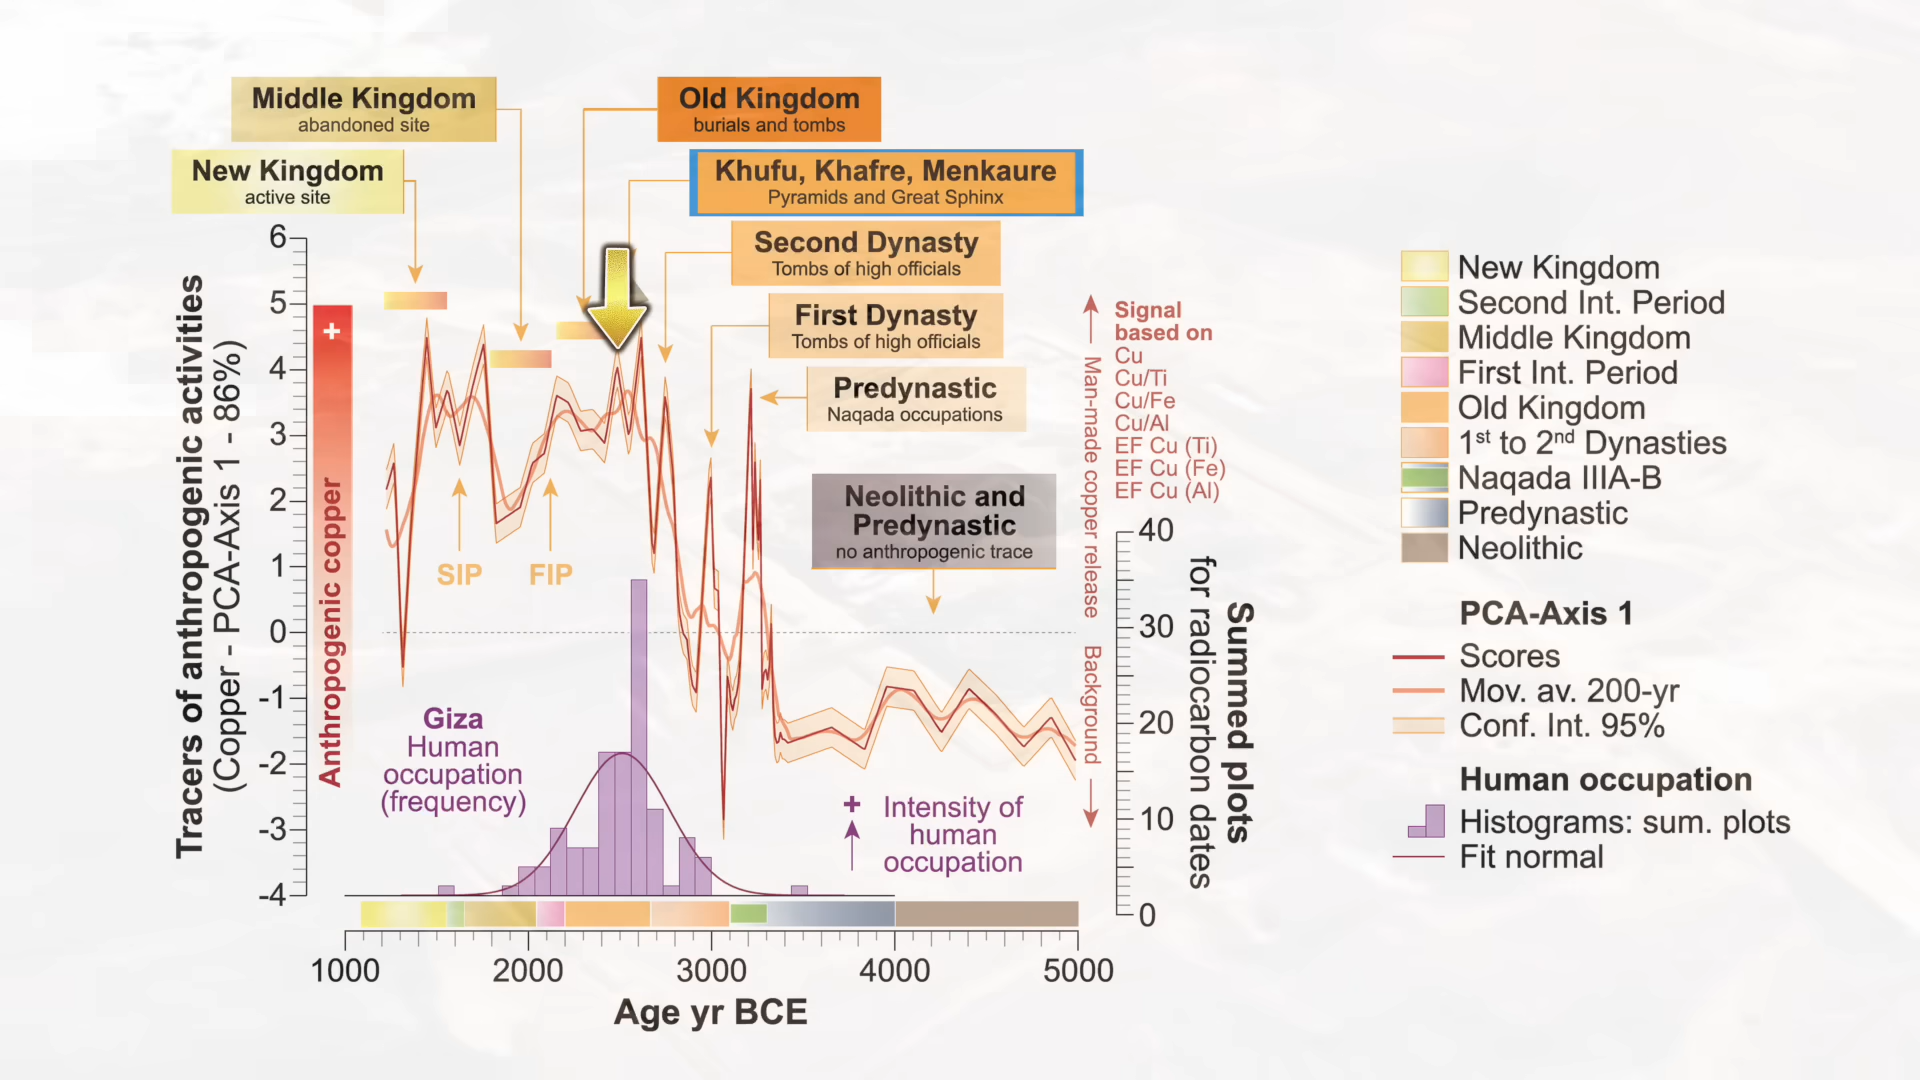 Middle Kingdom
abandoned site
Old Kingdom
burials and tombs
New Kingdom
active site
Khufu, Khafre, Menkaure
Pyramids and Great Sphinx
Second Dynasty
Tombs of high officials
First Dynasty
Tombs of high officials
Predynastic
Naqada occupations
Neolithic and
Predynastic
no anthropogenic trace
Tracers of anthropogenic activities
(Copper - PCA-Axis 1 - 86%)
6
5
4
3
2
1
0
-1
-2
-3
-4
+
Anthropogenic copper
SIP
FIP
Giza
Human
occupation
(frequency)
+
Intensity of
human
occupation
Signal
based on
Cu
Cu/Ti
Cu/Fe
Cu/Al
EF Cu (Ti)
EF Cu (Fe)
EF Cu (Al)
Man-made copper release
Background
40
30
20
10
0
Summed plots
for radiocarbon dates
1000
2000
3000
4000
5000
Age yr BCE
New Kingdom
Second Int. Period
Middle Kingdom
First Int. Period
Old Kingdom
1st to 2nd Dynasties
Naqada IIIA-B
Predynastic
Neolithic
PCA-Axis 1
Scores
Mov. av. 200-yr
Conf. Int. 95%
Human occupation
Histograms: sum. plots
Fit normal